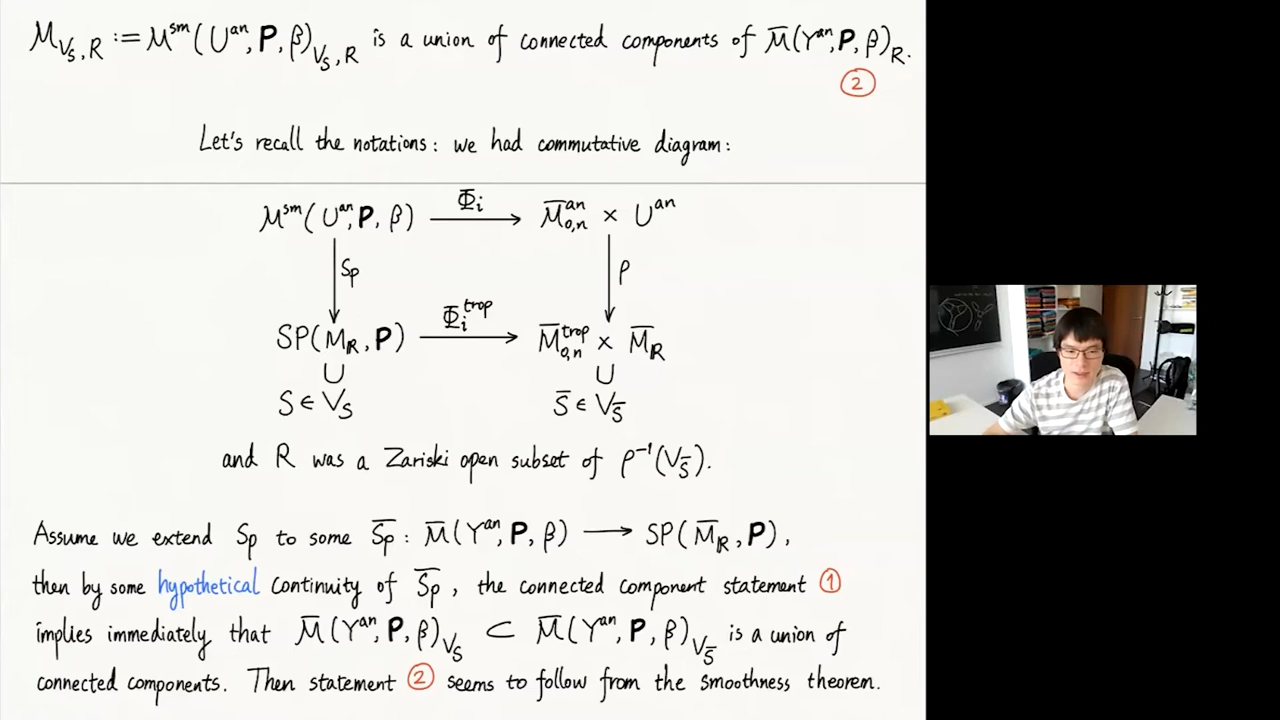 M_{V_S,R} := M^{sm}(U^{an}, P, β)_{V_S,R} is a union of connected components of M̄(Y^{an}, P, β)_R.
②
Let's recall the notations: we had commutative diagram:
M^{sm}(U^{an}, P, β) ⟶ M̄^{an}_{0,n} × U^{an}
Φ_i
Sp
ρ
SP(M_ℝ, P) ⟶ M̄^{trop}_{0,n} × M̄_ℝ
Φ_i^{trop}
∪ ∪
S ∈ V_S S̄ ∈ V_{S̄}
and R was a Zariski open subset of ρ^{-1}(V_{S̄}).
Assume we extend Sp to some S̄p̄ : M̄(Y^{an}, P, β) ⟶ SP(M̄_ℝ, P),
then by some hypothetical continuity of S̄p̄, the connected component statement ①
implies immediately that M̄(Y^{an}, P, β)_{V_S} ⊂ M̄(Y^{an}, P, β)_{V_{S̄}} is a union of
connected components. Then statement ② seems to follow from the smoothness theorem.